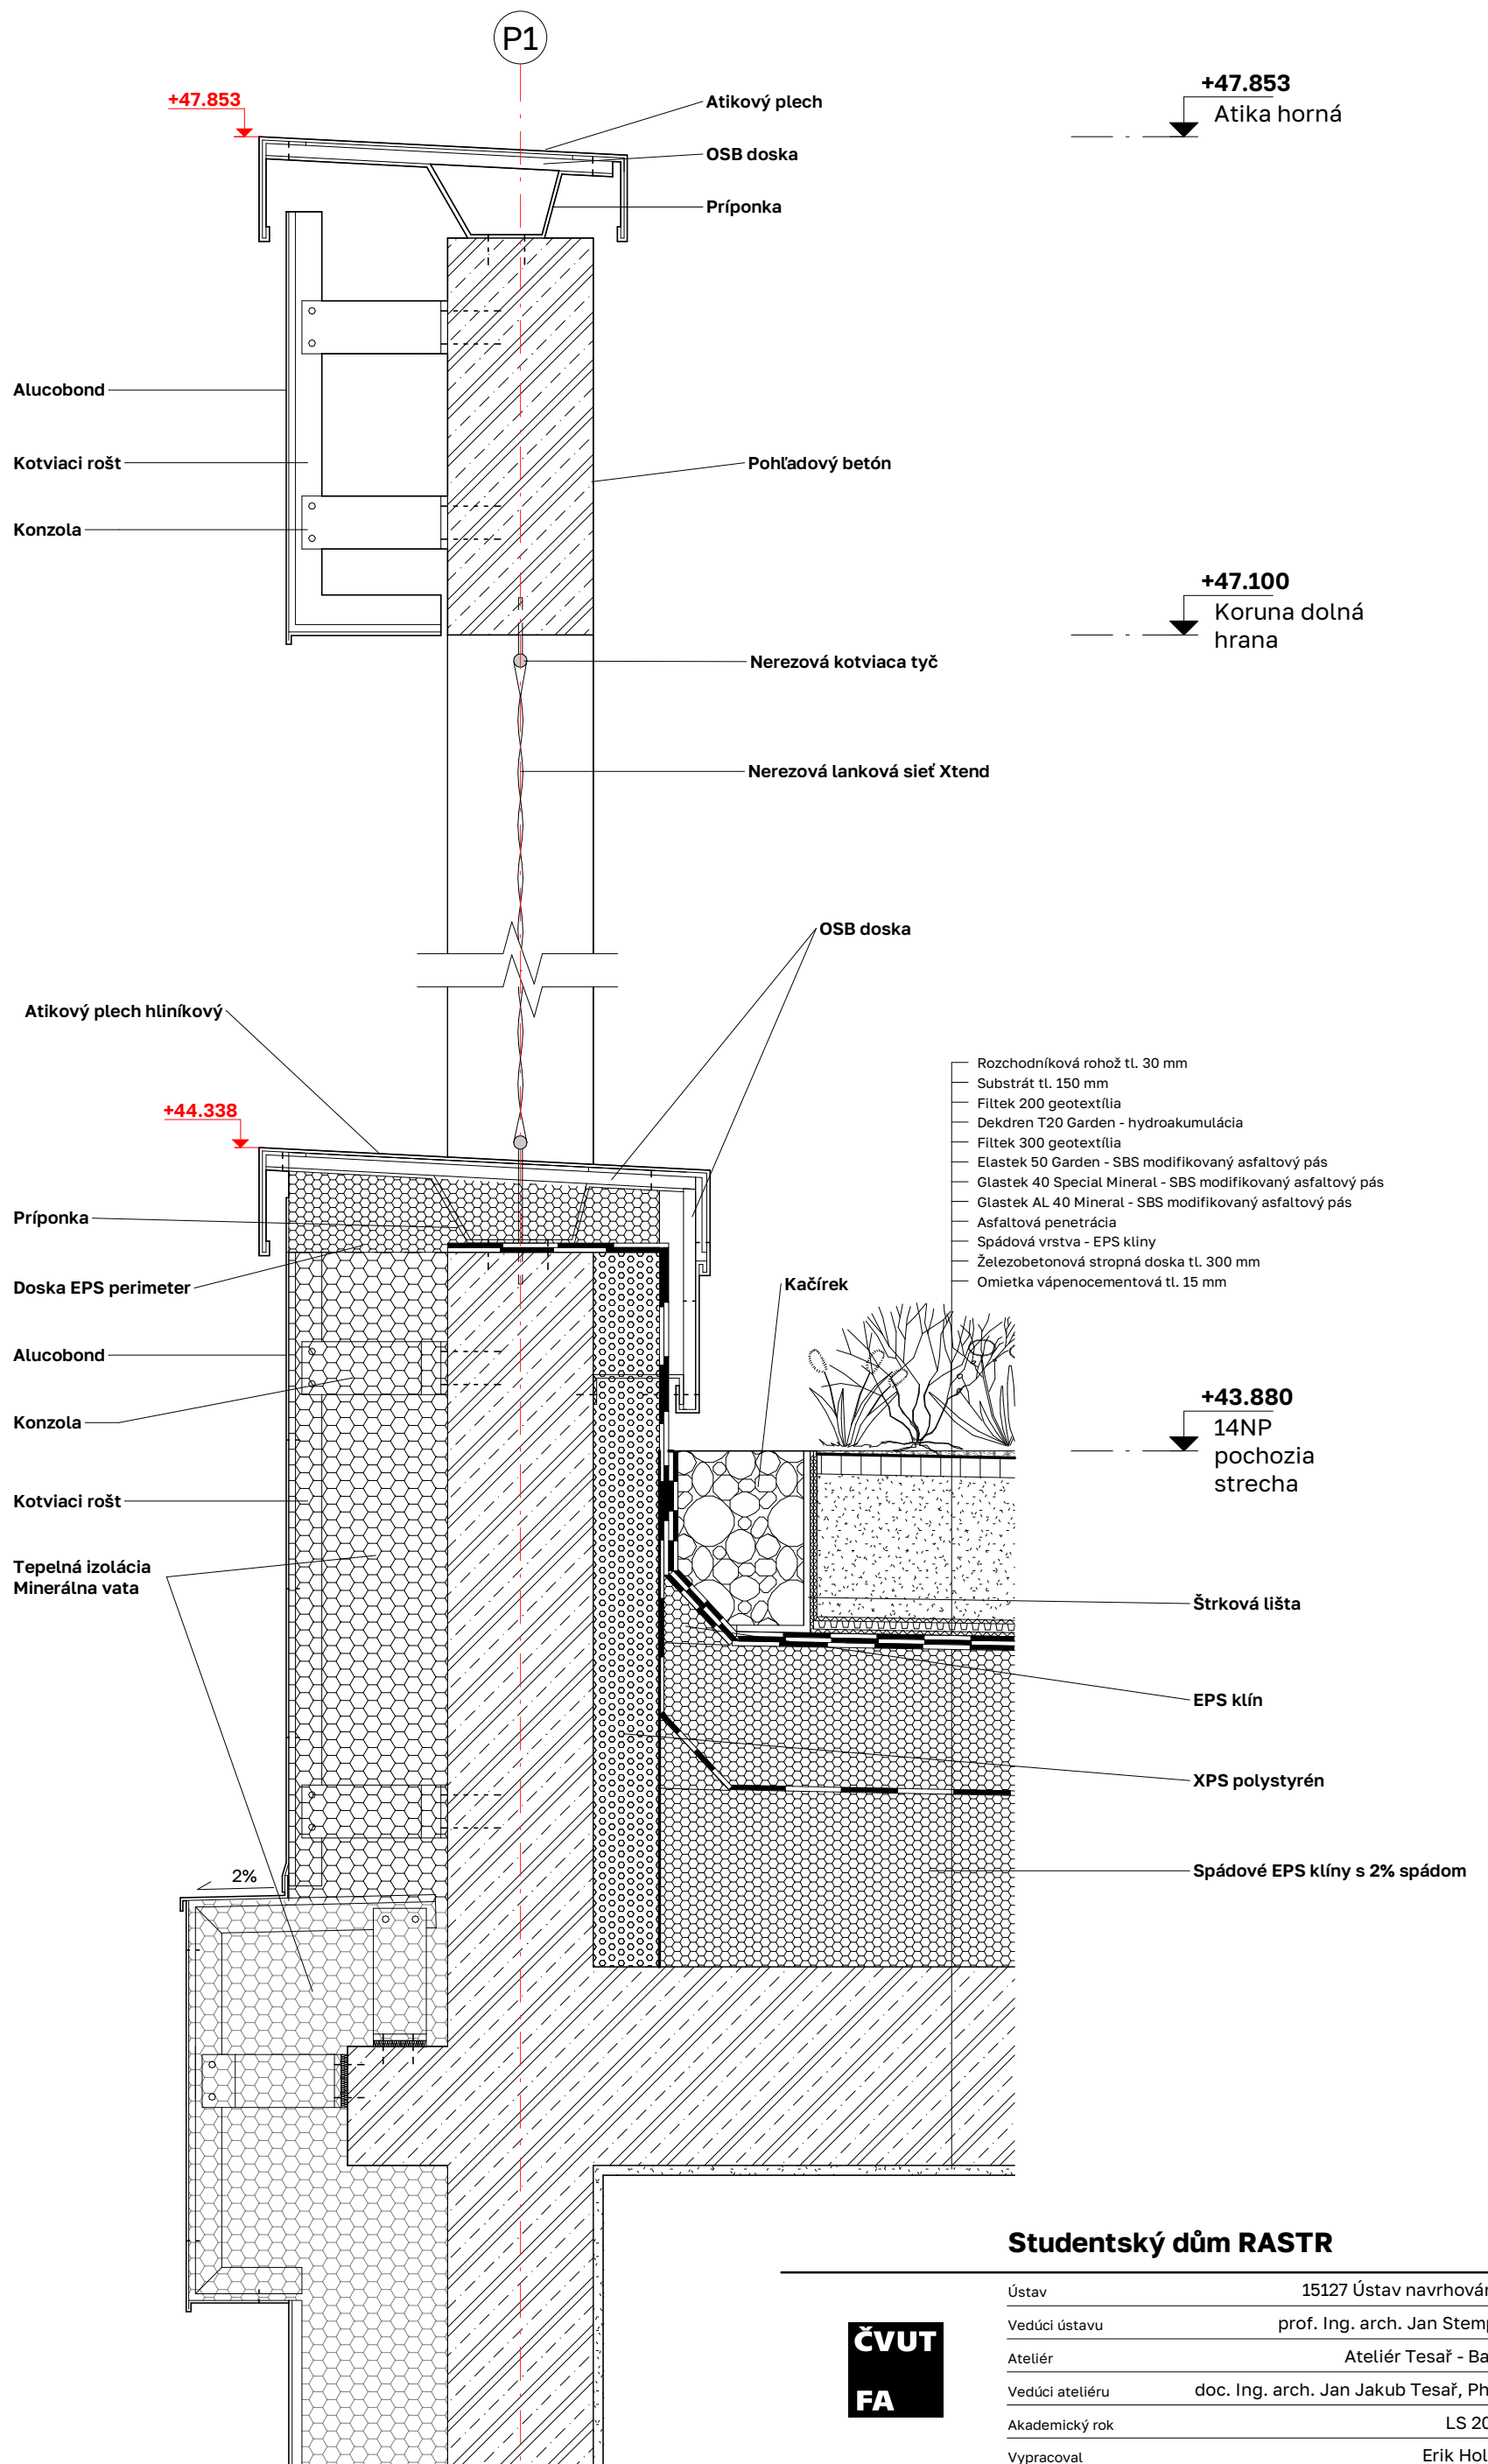 P1
+47.853
Atikový plech
OSB doska
Príponka
+47.853
Atika horná
Alucobond
Kotviaci rošt
Konzola
Pohľadový betón
+47.100
Koruna dolná
hrana
Nerezová kotviaca tyč
Nerezová lanková sieť Xtend
OSB doska
Atikový plech hliníkový
+44.338
Rozchodníková rohož tl. 30 mm
Substrát tl. 150 mm
Filtek 200 geotextília
Dekdren T20 Garden - hydroakumulácia
Filtek 300 geotextília
Elastek 50 Garden - SBS modifikovaný asfaltový pás
Glastek 40 Special Mineral - SBS modifikovaný asfaltový pás
Glastek AL 40 Mineral - SBS modifikovaný asfaltový pás
Asfaltová penetrácia
Spádová vrstva - EPS kliny
Železobetonová stropná doska tl. 300 mm
Omietka vápenocementová tl. 15 mm
Príponka
Doska EPS perimeter
Kačírek
Alucobond
Konzola
+43.880
14NP
pochozia
strecha
Kotviaci rošt
Tepelná izolácia
Minerálna vata
Štrková lišta
EPS klín
XPS polystyrén
2%
Spádové EPS klíny s 2% spádom
Studentský dům RASTR
ČVUT
FA
Ústav 15127 Ústav
Vedúci ústavu prof. Ing. arch. Jan
Ateliér Ateliér Tesař -
Vedúci ateliéru doc. Ing. arch. Jan Jakub Tesař,
Akademický rok LS
Vypracoval Erik